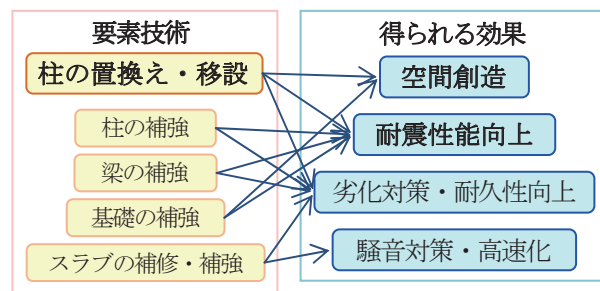 要素技術
柱の置換え・移設
柱の補強
梁の補強
基礎の補強
スラブの補修・補強
得られる効果
空間創造
耐震性能向上
劣化対策・耐久性向上
騒音対策・高速化